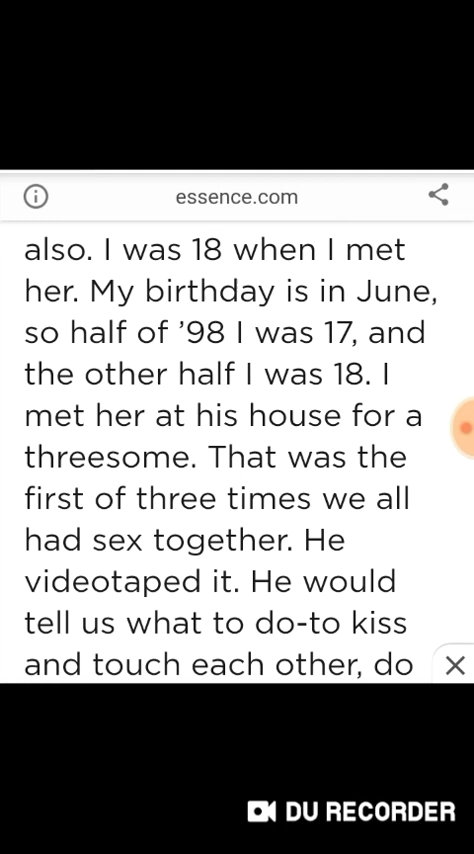 essence.com
also. I was 18 when I met
her. My birthday is in June,
so half of ’98 I was 17, and
the other half I was 18. I
met her at his house for a
threesome. That was the
first of three times we all
had sex together. He
videotaped it. He would
tell us what to do-to kiss
and touch each other, do
DU RECORDER